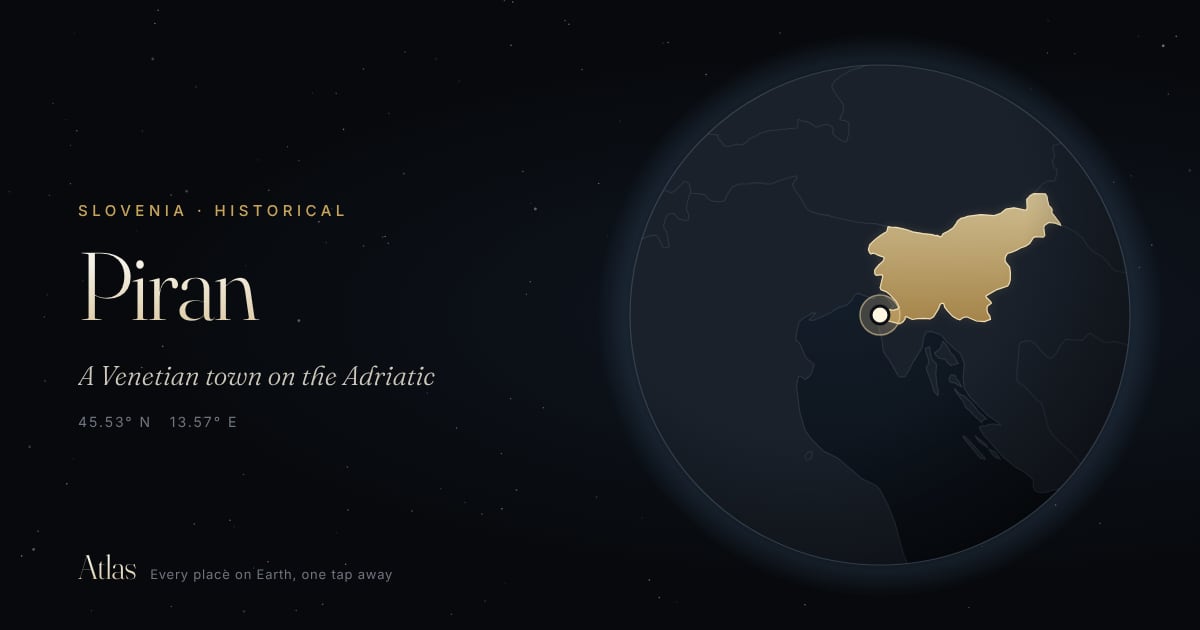 SLOVENIA · HISTORICAL
Piran
A Venetian town on the Adriatic
45.53° N 13.57° E
Atlas Every place on Earth, one tap away